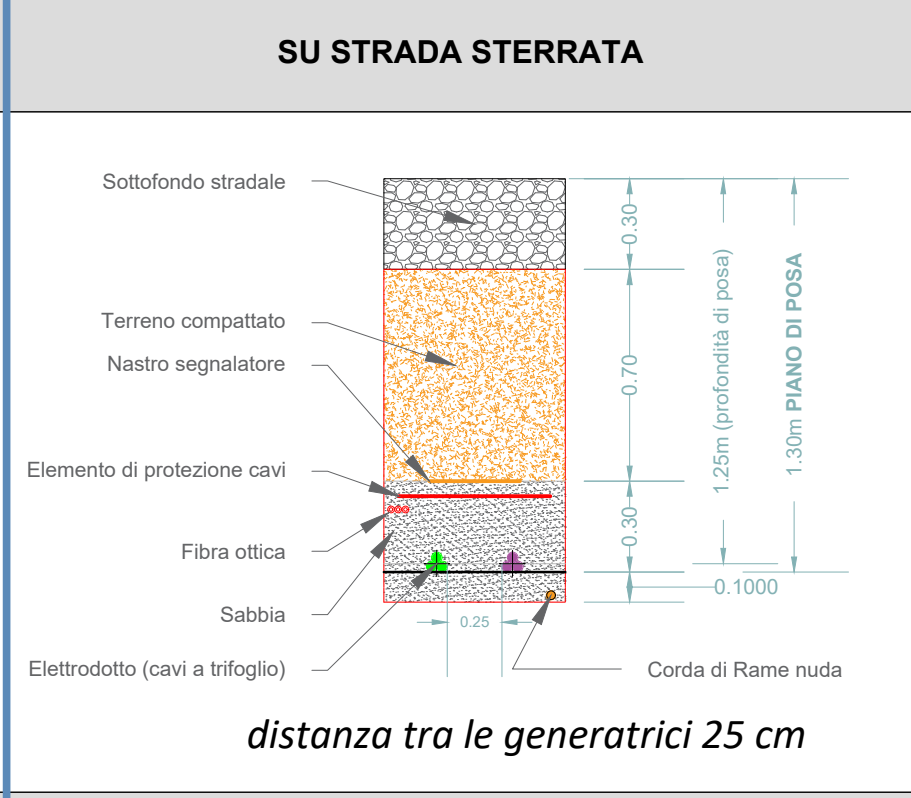 SU STRADA STERRATA
Sottofondo stradale
Terreno compattato
Nastro segnalatore
Elemento di protezione cavi
Fibra ottica
Sabbia
Elettrodotto (cavi a trifoglio)
0.30
0.70
0.30
0.1000
1.25m (profondità di posa)
1.30m PIANO DI POSA
0.25
Corda di Rame nuda
distanza tra le generatrici 25 cm